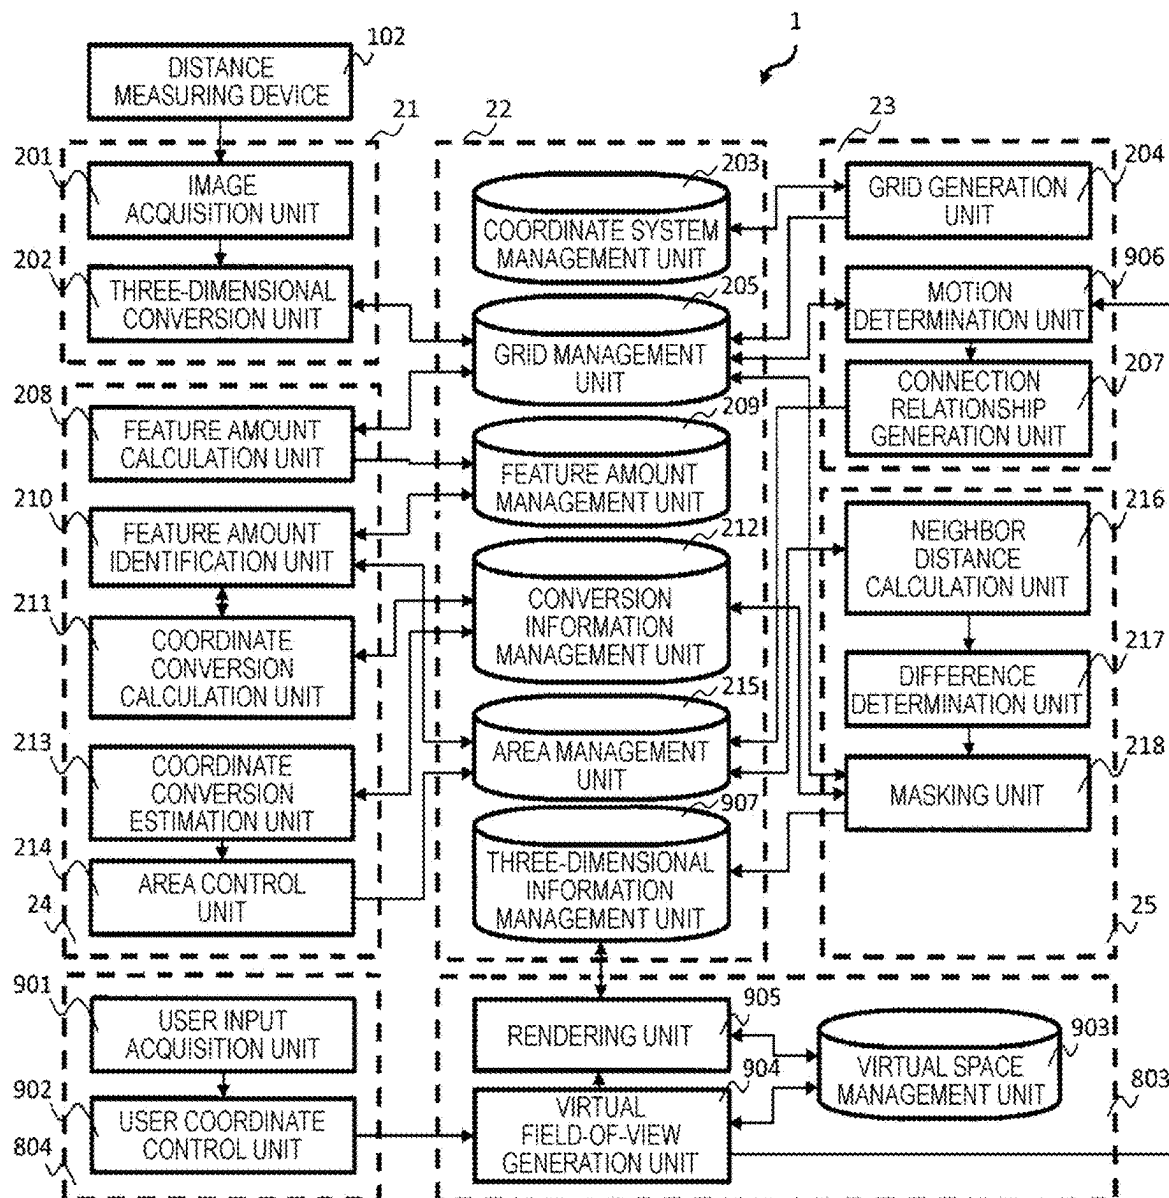 1
102
DISTANCE
MEASURING DEVICE
21
22
23
201
IMAGE
ACQUISITION UNIT
202
THREE-DIMENSIONAL
CONVERSION UNIT
203
COORDINATE SYSTEM
MANAGEMENT UNIT
205
GRID MANAGEMENT
UNIT
204
GRID GENERATION
UNIT
906
MOTION
DETERMINATION UNIT
207
CONNECTION
RELATIONSHIP
GENERATION UNIT
208
FEATURE AMOUNT
CALCULATION UNIT
209
FEATURE AMOUNT
MANAGEMENT UNIT
210
FEATURE AMOUNT
IDENTIFICATION UNIT
211
COORDINATE
CONVERSION
CALCULATION UNIT
212
CONVERSION
INFORMATION
MANAGEMENT UNIT
216
NEIGHBOR
DISTANCE
CALCULATION UNIT
217
DIFFERENCE
DETERMINATION UNIT
213
COORDINATE
CONVERSION
ESTIMATION UNIT
215
AREA MANAGEMENT
UNIT
218
MASKING UNIT
214
AREA CONTROL
UNIT
24
907
THREE-DIMENSIONAL
INFORMATION
MANAGEMENT UNIT
25
901
USER INPUT
ACQUISITION UNIT
902
USER COORDINATE
CONTROL UNIT
804
905
RENDERING UNIT
904
VIRTUAL
FIELD-OF-VIEW
GENERATION UNIT
903
VIRTUAL SPACE
MANAGEMENT UNIT
803